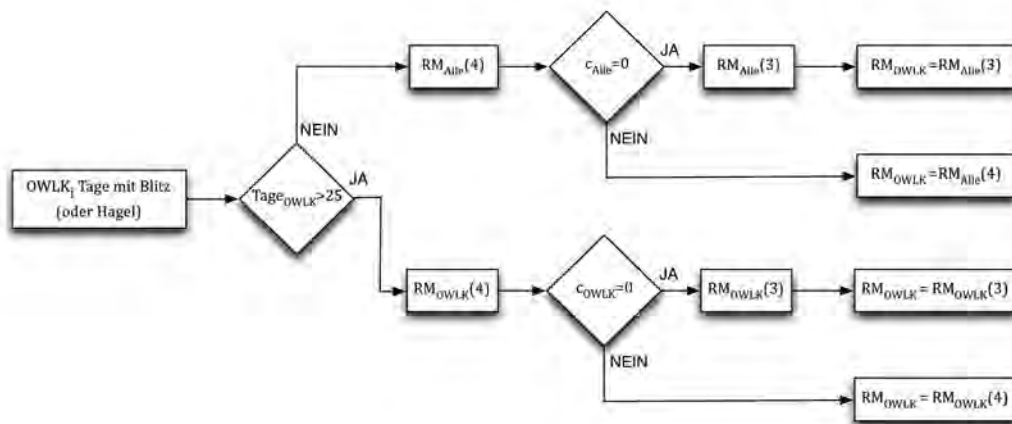 RM_Alle(4)
c_Alle=0
JA
RM_Alle(3)
RM_OWLK=RM_Alle(3)
NEIN
NEIN
RM_OWLK=RM_Alle(4)
OWLK_i Tage mit Blitz
(oder Hagel)
Tage_OWLK>25
JA
RM_OWLK(4)
c_OWLK=0
JA
RM_OWLK(3)
RM_OWLK = RM_OWLK(3)
NEIN
RM_OWLK = RM_OWLK(4)